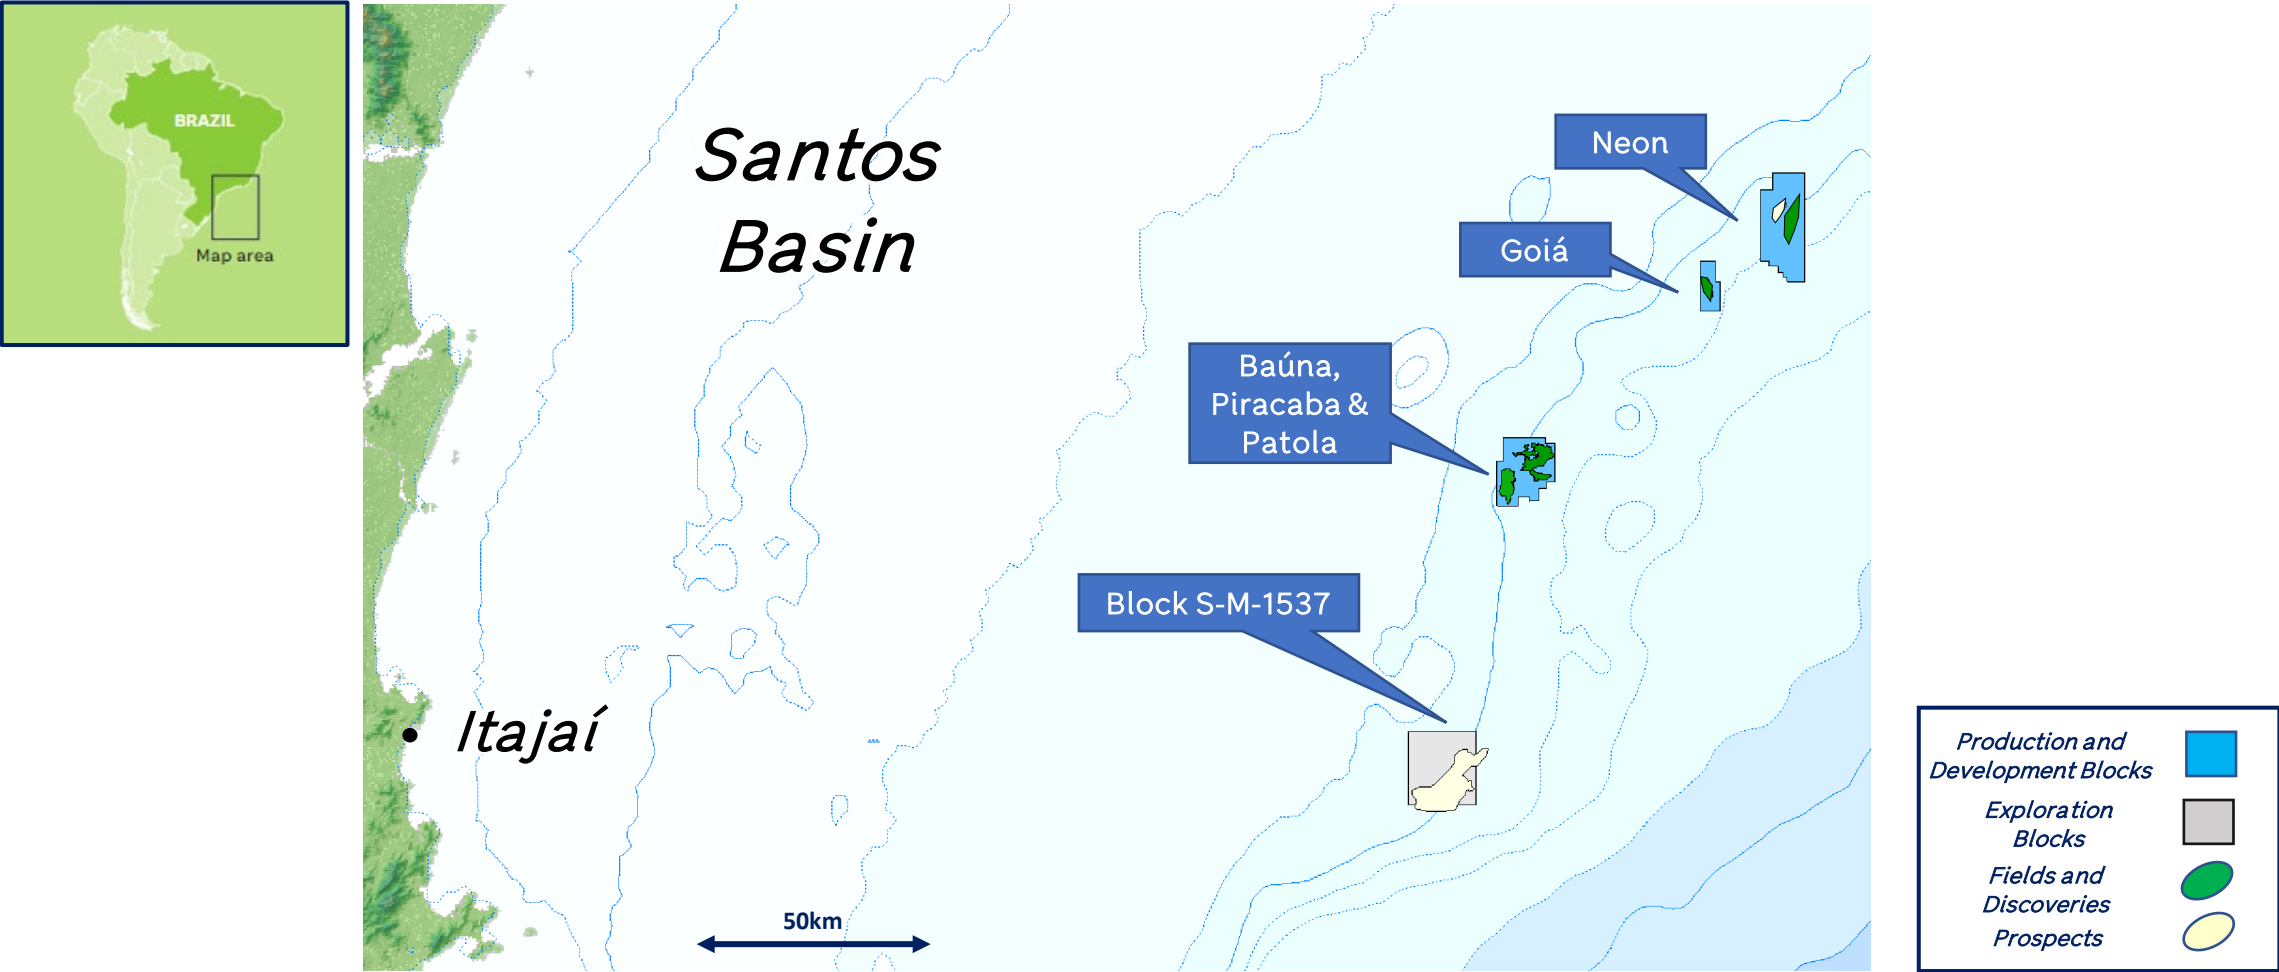 BRAZIL
Map area
Santos
Basin
Neon
Goiá
Baúna,
Piracaba &
Patola
Block S-M-1537
Itajaí
50km
Production and
Development Blocks
Exploration
Blocks
Fields and
Discoveries
Prospects